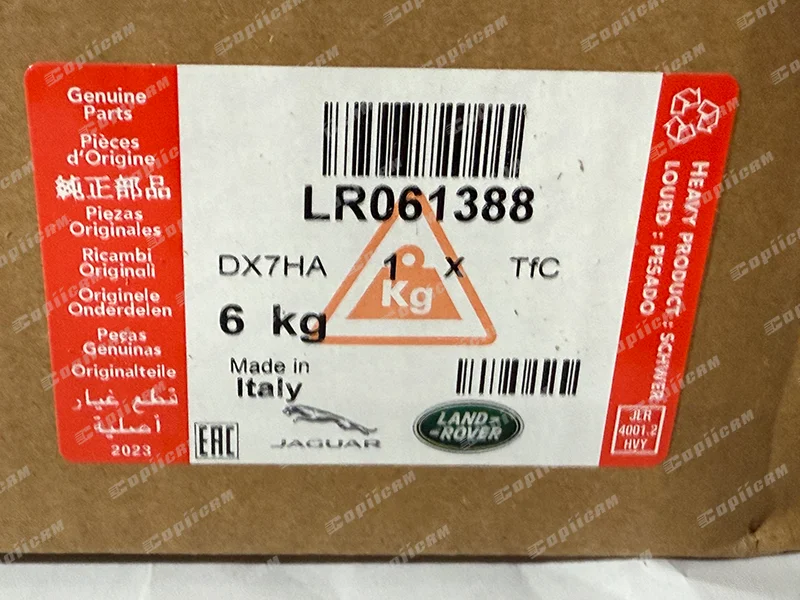 Genuine
Parts
Pièces
d'Origine
純正部品
Piezas
Originales
Ricambi
Originali
Originele
Onderdelen
Peças
Genuinas
Originalteile
قطع غيار
أصلية
2023
LR061388
DX7HA 1 X TfC
Kg
6 kg
Made in
Italy
EAC
JAGUAR
LAND-
ROVER
HEAVY PRODUCT :: SCHWER
LOURD :: PESADO
JLR
4001.2
HVY
Copiicam